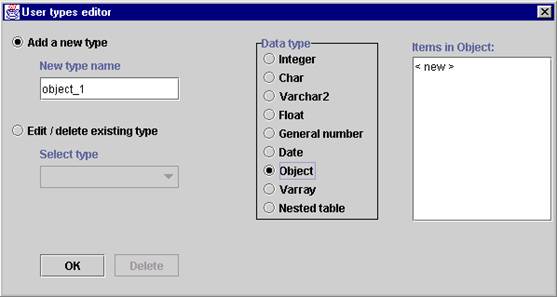 User types editor
Add a new type
New type name
object_1
Edit / delete existing type
Select type
OK
Delete
Data type
Integer
Char
Varchar2
Float
General number
Date
Object
Varray
Nested table
Items in Object:
< new >